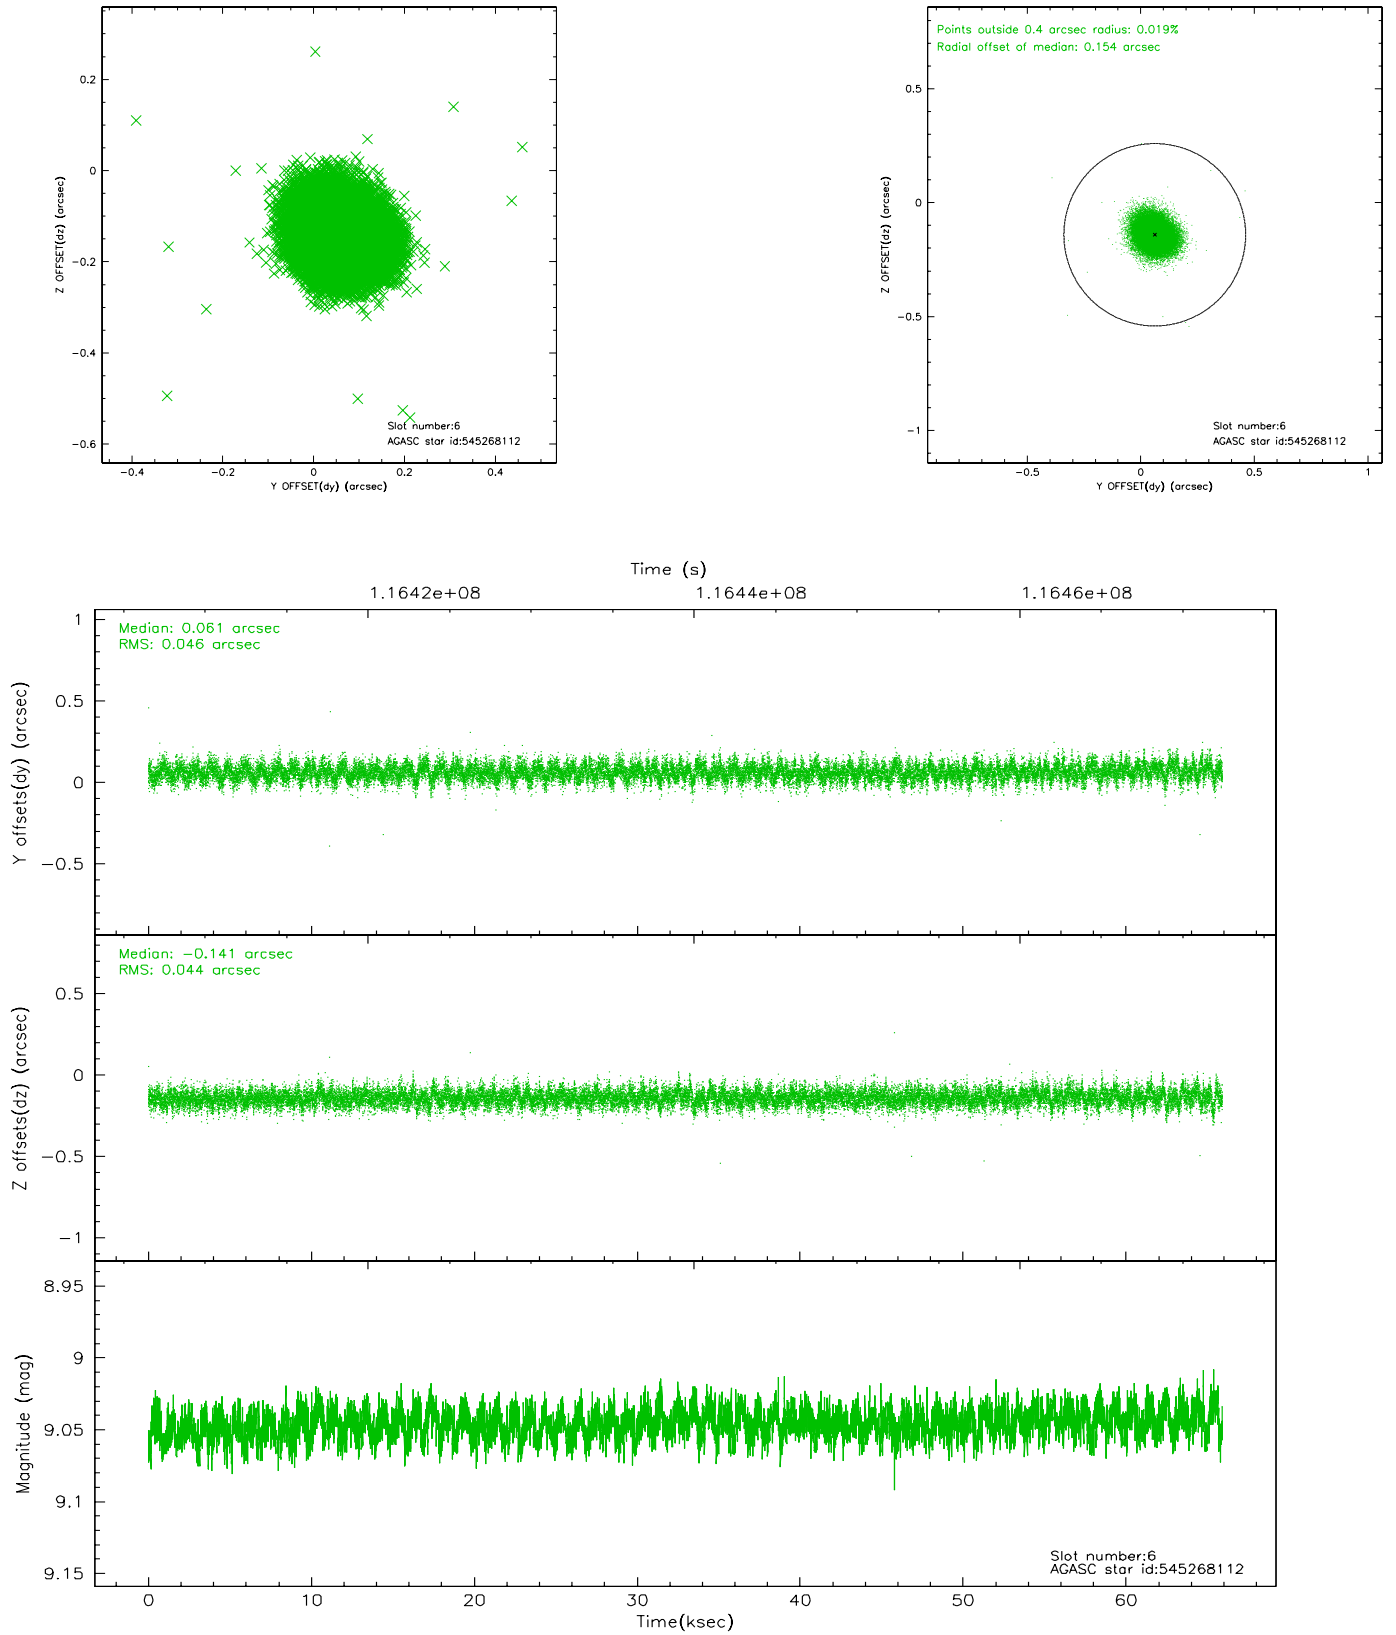 0.2
0
−0.2
−0.4
−0.6
Z OFFSET(dz) (arcsec)
Slot number:6
AGASC star id:545268112
−0.4
−0.2
0
0.2
0.4
Y OFFSET(dy) (arcsec)
Points outside 0.4 arcsec radius: 0.019%
Radial offset of median: 0.154 arcsec
0.5
0
−0.5
−1
Z OFFSET(dz) (arcsec)
Slot number:6
AGASC star id:545268112
−0.5
0
0.5
1
Y OFFSET(dy) (arcsec)
Time (s)
1.1642e+08
1.1644e+08
1.1646e+08
Median: 0.061 arcsec
RMS: 0.046 arcsec
1
0.5
0
−0.5
Y offsets(dy) (arcsec)
Median: −0.141 arcsec
RMS: 0.044 arcsec
0.5
0
−0.5
−1
Z offsets(dz) (arcsec)
8.95
9
9.05
9.1
9.15
Magnitude (mag)
Slot number:6
AGASC star id:545268112
0
10
20
30
40
50
60
Time(ksec)